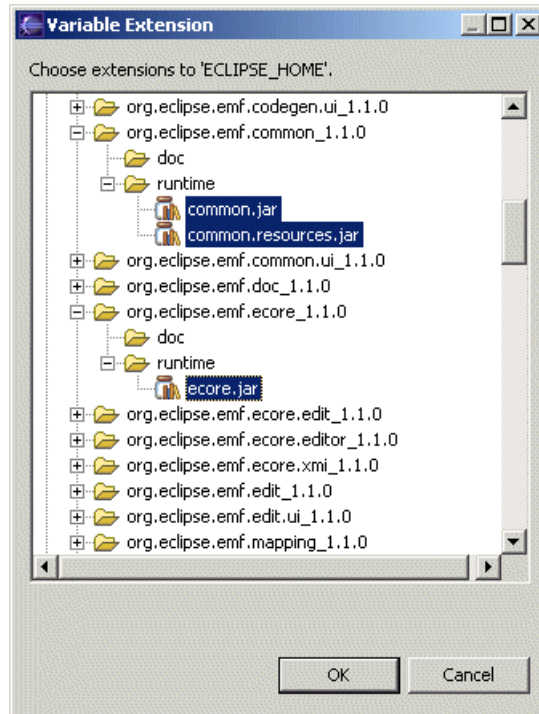 Variable Extension
Choose extensions to 'ECLIPSE_HOME'.
org.eclipse.emf.codegen.ui_1.1.0
org.eclipse.emf.common_1.1.0
doc
runtime
common.jar
common.resources.jar
org.eclipse.emf.common.ui_1.1.0
org.eclipse.emf.doc_1.1.0
org.eclipse.emf.ecore_1.1.0
doc
runtime
ecore.jar
org.eclipse.emf.ecore.edit_1.1.0
org.eclipse.emf.ecore.editor_1.1.0
org.eclipse.emf.ecore.xmi_1.1.0
org.eclipse.emf.edit_1.1.0
org.eclipse.emf.edit.ui_1.1.0
org.eclipse.emf.mapping_1.1.0
OK Cancel